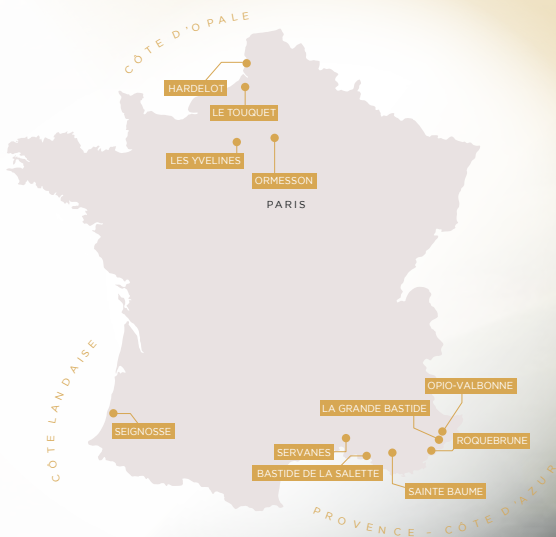 CÔTE D'OPALE
HARDELOT
LE TOUQUET
LES YVELINES
ORMESSON
PARIS
CÔTE LANDAISE
SEIGNOSSE
OPIO-VALBONNE
LA GRANDE BASTIDE
ROQUEBRUNE
SERVANES
BASTIDE DE LA SALETTE
SAINTE BAUME
PROVENCE - CÔTE D'AZUR